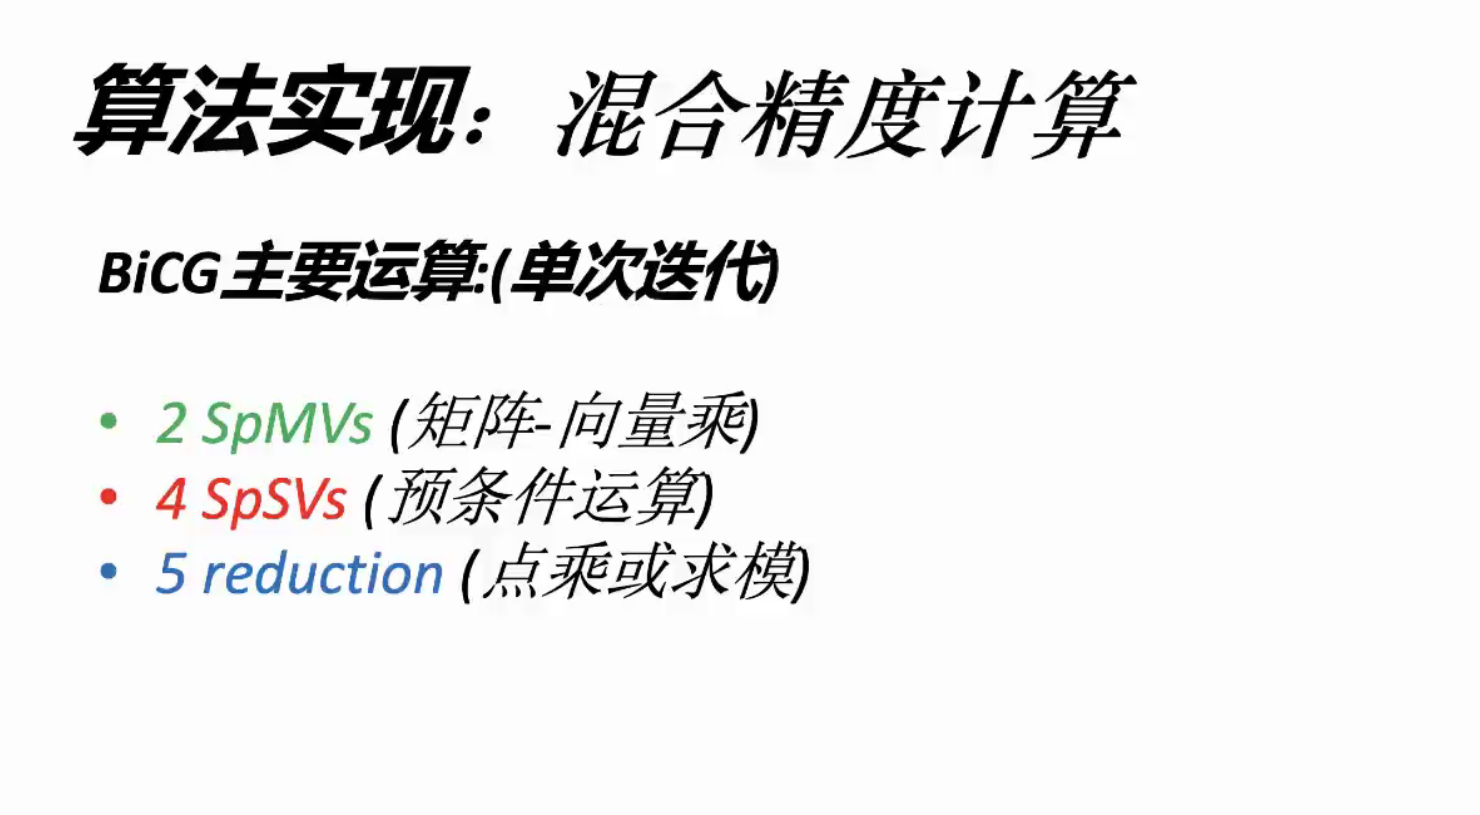 算法实现：混合精度计算
BiCG主要运算:(单次迭代)
• 2 SpMVs (矩阵-向量乘)
• 4 SpSVs (预条件运算)
• 5 reduction (点乘或求模)